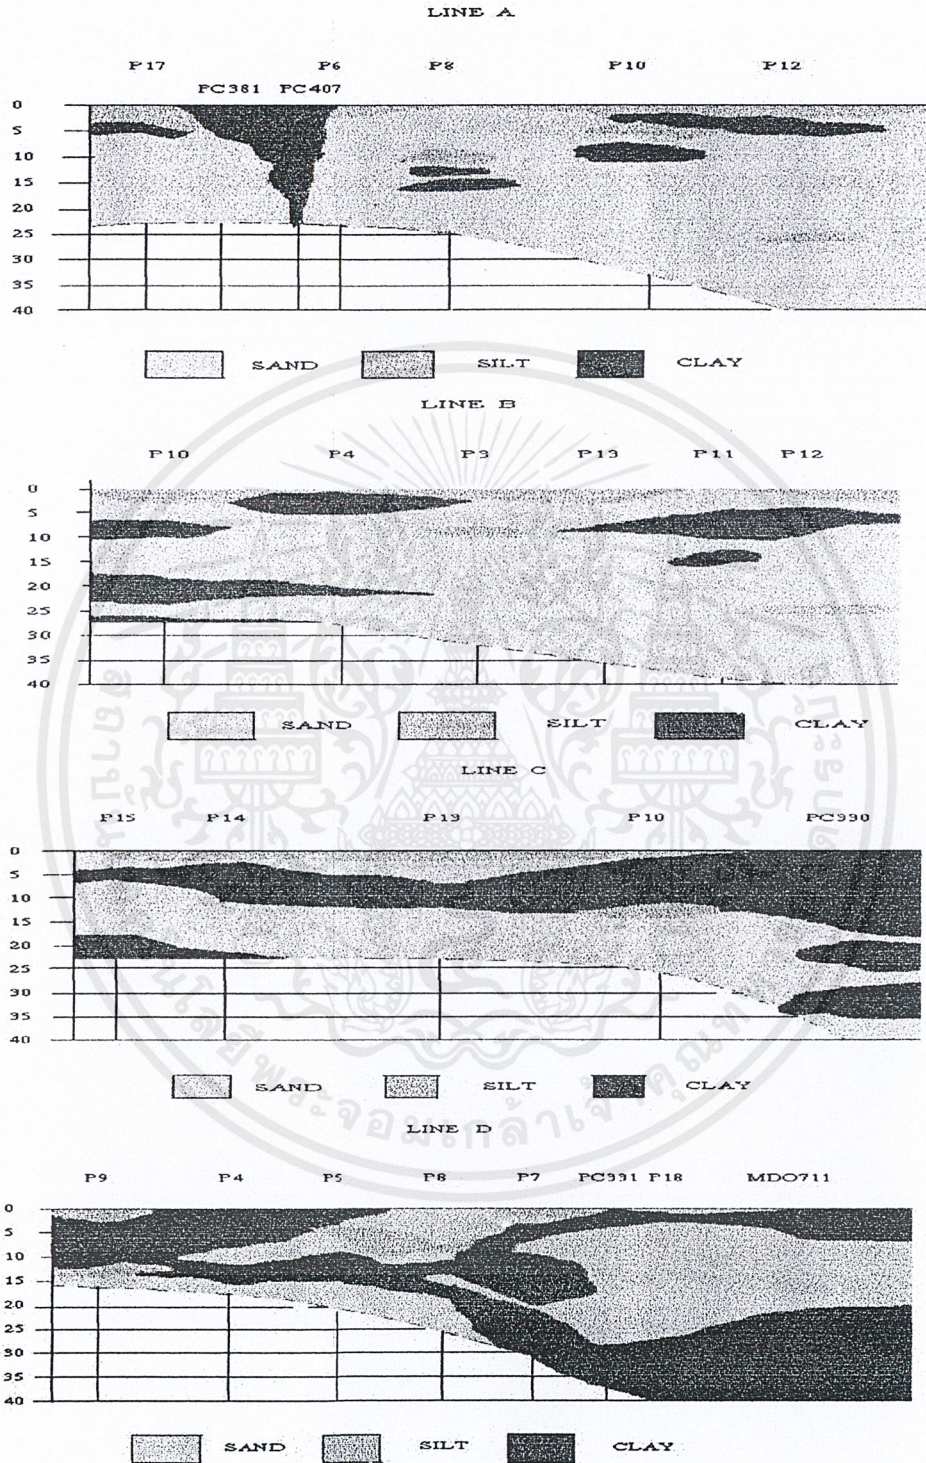 LINE A
P17 P6 P8 P10 P12
PC381 PC407
0
5
10
15
20
25
30
35
40
SAND SILT CLAY
LINE B
P10 P4 P3 P13 P11 P12
0
5
10
15
20
25
30
35
40
SAND SILT CLAY
LINE C
P15 P14 P19 P10 PC390
0
5
10
15
20
25
30
35
40
SAND SILT CLAY
LINE D
P9 P4 P5 P8 P7 PC391 P18 MDO711
0
5
10
15
20
25
30
35
40
SAND SILT CLAY